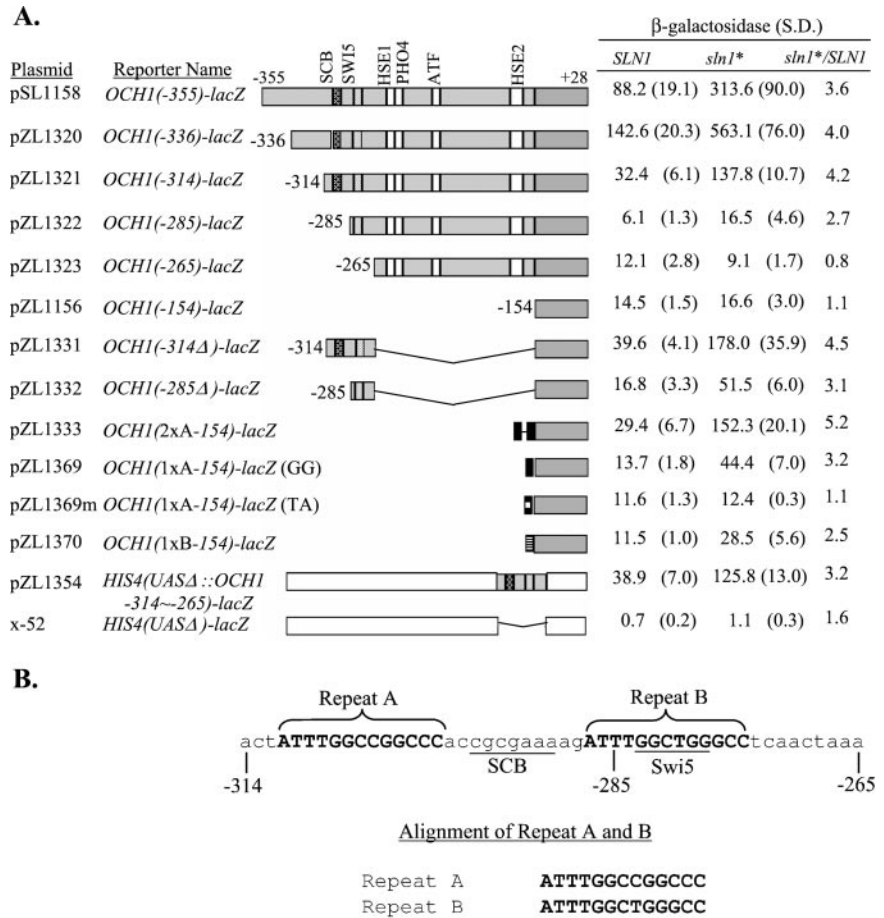 A.
β-galactosidase (S.D.)
Plasmid Reporter Name SCB SWI5 HSE1 PHO4 ATF HSE2 SLN1 sln1* sln1*/SLN1
-355 +28
pSL1158 OCH1(-355)-lacZ 88.2 (19.1) 313.6 (90.0) 3.6
pZL1320 OCH1(-336)-lacZ -336 142.6 (20.3) 563.1 (76.0) 4.0
pZL1321 OCH1(-314)-lacZ -314 32.4 (6.1) 137.8 (10.7) 4.2
pZL1322 OCH1(-285)-lacZ -285 6.1 (1.3) 16.5 (4.6) 2.7
pZL1323 OCH1(-265)-lacZ -265 12.1 (2.8) 9.1 (1.7) 0.8
pZL1156 OCH1(-154)-lacZ -154 14.5 (1.5) 16.6 (3.0) 1.1
pZL1331 OCH1(-314Δ)-lacZ -314 39.6 (4.1) 178.0 (35.9) 4.5
pZL1332 OCH1(-285Δ)-lacZ -285 16.8 (3.3) 51.5 (6.0) 3.1
pZL1333 OCH1(2xA-154)-lacZ 29.4 (6.7) 152.3 (20.1) 5.2
pZL1369 OCH1(1xA-154)-lacZ (GG) 13.7 (1.8) 44.4 (7.0) 3.2
pZL1369m OCH1(1xA-154)-lacZ (TA) 11.6 (1.3) 12.4 (0.3) 1.1
pZL1370 OCH1(1xB-154)-lacZ 11.5 (1.0) 28.5 (5.6) 2.5
pZL1354 HIS4(UASΔ::OCH1 38.9 (7.0) 125.8 (13.0) 3.2
-314~-265)-lacZ
x-52 HIS4(UASΔ)-lacZ 0.7 (0.2) 1.1 (0.3) 1.6
B.
Repeat A Repeat B
actATTTGGCCGGCCCaccgcgaaaagATTTGGCTGGGCCtcaactaaa
SCB Swi5
-314 -285 -265
Alignment of Repeat A and B
Repeat A ATTTGGCCGGCCC
Repeat B ATTTGGCTGGGCC